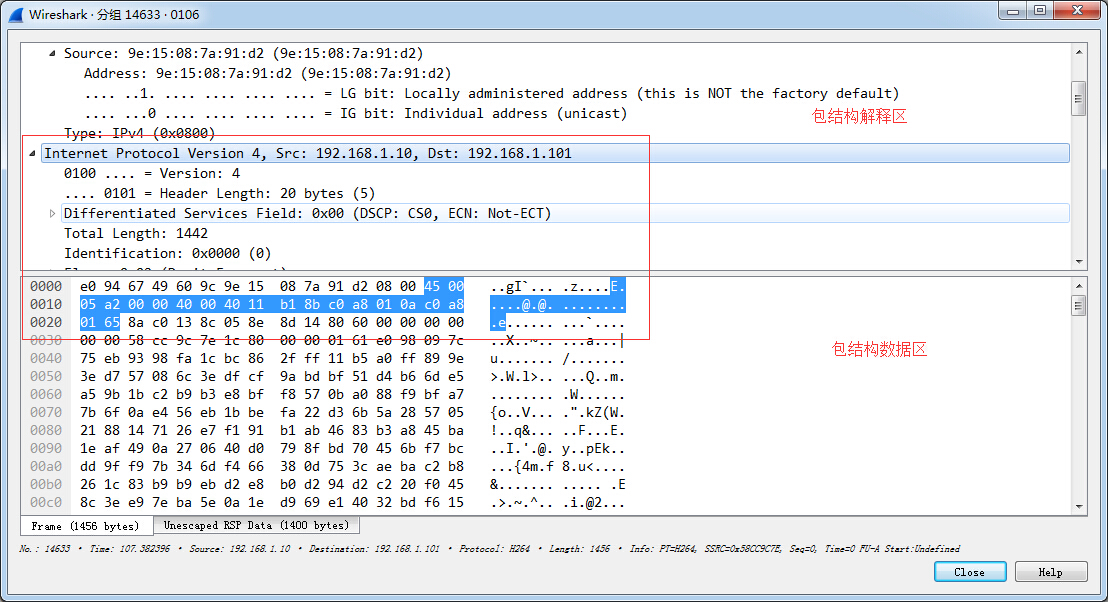 Wireshark · 分组 14633 · 0106
Source: 9e:15:08:7a:91:d2 (9e:15:08:7a:91:d2)
Address: 9e:15:08:7a:91:d2 (9e:15:08:7a:91:d2)
.... ..1. .... .... .... .... = LG bit: Locally administered address (this is NOT the factory default)
.... ...0 .... .... .... .... = IG bit: Individual address (unicast)
包结构解释区
Type: IPv4 (0x0800)
Internet Protocol Version 4, Src: 192.168.1.10, Dst: 192.168.1.101
0100 .... = Version: 4
.... 0101 = Header Length: 20 bytes (5)
Differentiated Services Field: 0x00 (DSCP: CS0, ECN: Not-ECT)
Total Length: 1442
Identification: 0x0000 (0)
0000 e0 94 67 49 60 9c 9e 15 08 7a 91 d2 08 00 45 00 ..gI`... .z....E.
0010 05 a2 00 00 40 00 40 11 b1 8b c0 a8 01 0a c0 a8 ....@.@. ........
0020 01 65 8a c0 13 8c 05 8e 8d 14 80 60 00 00 00 00 .e...... ...`....
0030 00 00 58 cc 9c 7e 1c 80 00 00 01 61 e0 98 09 7c ..X..~.. ...a...|
0040 75 eb 93 98 fa 1c bc 86 2f ff 11 b5 a0 ff 89 9e u....... /.......
包结构数据区
0050 3e d7 57 08 6c 3e df cf 9a bd bf 51 d4 b6 6d e5 >.W.l>.. ...Q..m.
0060 a5 9b 1b c2 b9 b3 e8 bf f8 57 0b a0 88 f9 bf a7 ........ .W......
0070 7b 6f 0a e4 56 eb 1b be fa 22 d3 6b 5a 28 57 05 {o..V... .".kZ(W.
0080 21 88 14 71 26 e7 f1 91 b1 ab 46 83 b3 a8 45 ba !..q&... ..F...E.
0090 1e af 49 0a 27 06 40 d0 79 8f bd 70 45 6b f7 bc ..I.'.@. y..pEk..
00a0 dd 9f f9 7b 34 6d f4 66 38 0d 75 3c ae ba c2 b8 ...{4m.f 8.u<....
00b0 26 1c 83 b9 b9 eb d2 e8 b0 d2 94 d2 c2 20 f0 45 &....... ..... .E
00c0 8c 3e e9 7e ba 5e 0a 1e d9 69 e1 40 32 bd f6 15 .>.~.^.. .i.@2...
Frame (1456 bytes) Unescaped RSP Data (1400 bytes)
No.: 14633 · Time: 107.382396 · Source: 192.168.1.10 · Destination: 192.168.1.101 · Protocol: H264 · Length: 1456 · Info: PT=H264, SSRC=0x58CC9C7E, Seq=0, Time=0 FU-A Start:Undefined
Close Help